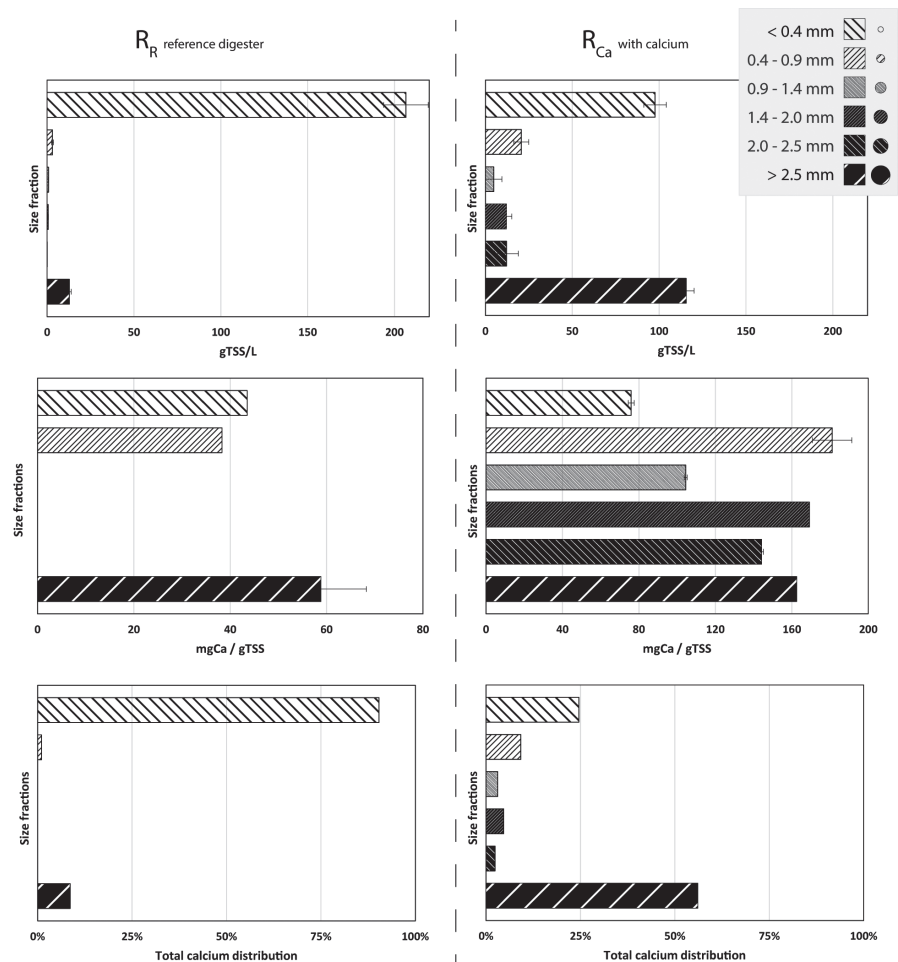 R_R reference digester
R_Ca with calcium
< 0.4 mm
0.4 - 0.9 mm
0.9 - 1.4 mm
1.4 - 2.0 mm
2.0 - 2.5 mm
> 2.5 mm
Size fraction
0 50 100 150 200
gTSS/L
Size fraction
0 50 100 150 200
gTSS/L
Size fractions
0 20 40 60 80
mgCa / gTSS
Size fractions
0 40 80 120 160 200
mgCa / gTSS
Size fractions
0% 25% 50% 75% 100%
Total calcium distribution
Size fractions
0% 25% 50% 75% 100%
Total calcium distribution